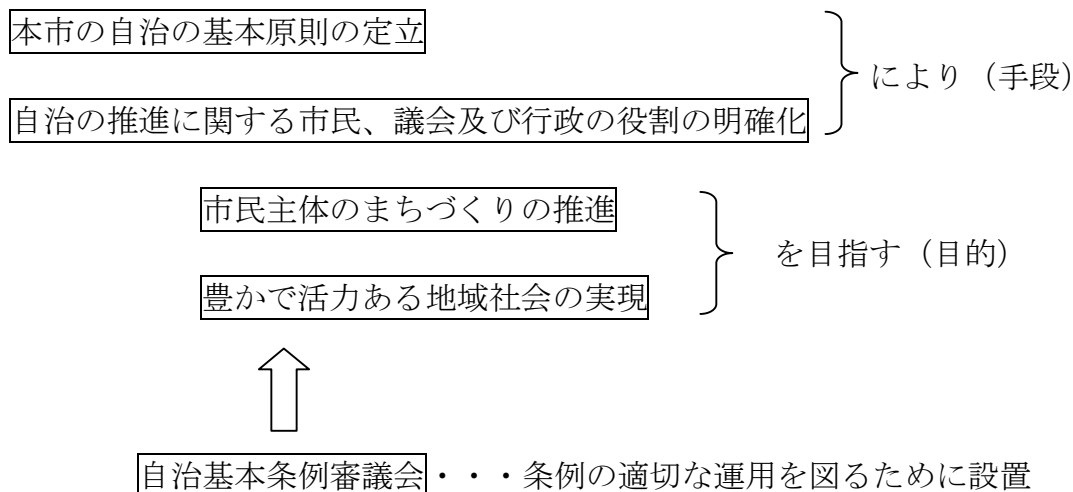 本市の自治の基本原則の定立
により（手段）
自治の推進に関する市民、議会及び行政の役割の明確化
市民主体のまちづくりの推進
を目指す（目的）
豊かで活力ある地域社会の実現
自治基本条例審議会・・・条例の適切な運用を図るために設置